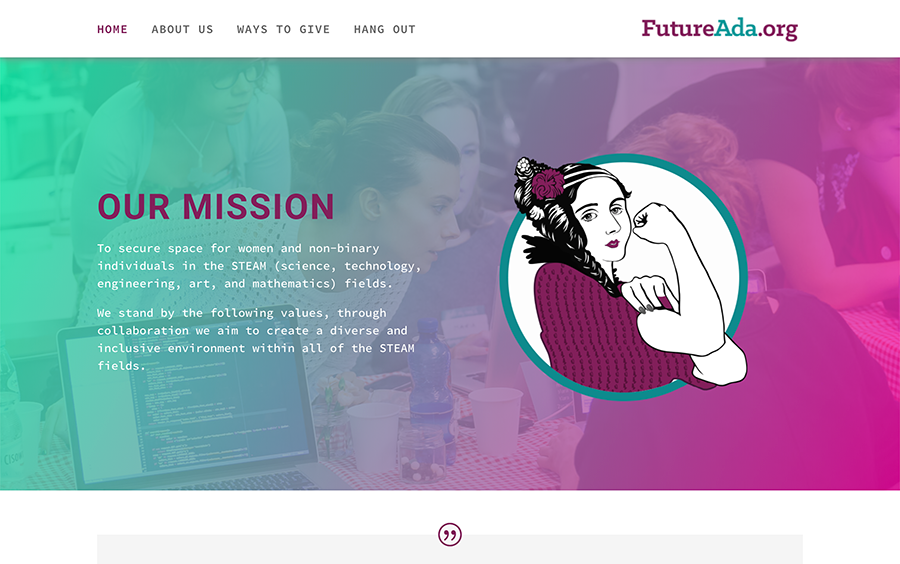 HOME ABOUT US WAYS TO GIVE HANG OUT
FutureAda.org
OUR MISSION
To secure space for women and non-binary
individuals in the STEAM (science, technology,
engineering, art, and mathematics) fields.
We stand by the following values, through
collaboration we aim to create a diverse and
inclusive environment within all of the STEAM
fields.